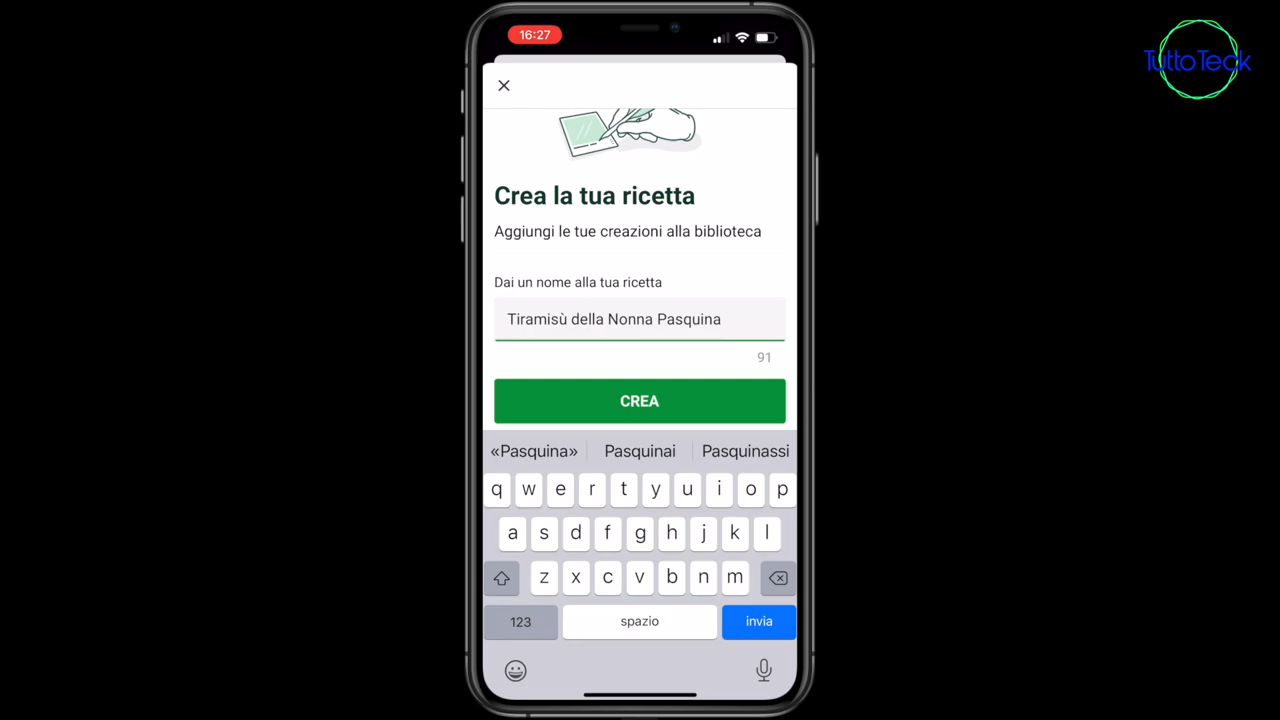 16:27
TuttoTeck
Crea la tua ricetta
Aggiungi le tue creazioni alla biblioteca
Dai un nome alla tua ricetta
Tiramisù della Nonna Pasquina
91
CREA
«Pasquina» Pasquinai Pasquinassi
q w e r t y u i o p
a s d f g h j k l
z x c v b n m
123 spazio invia